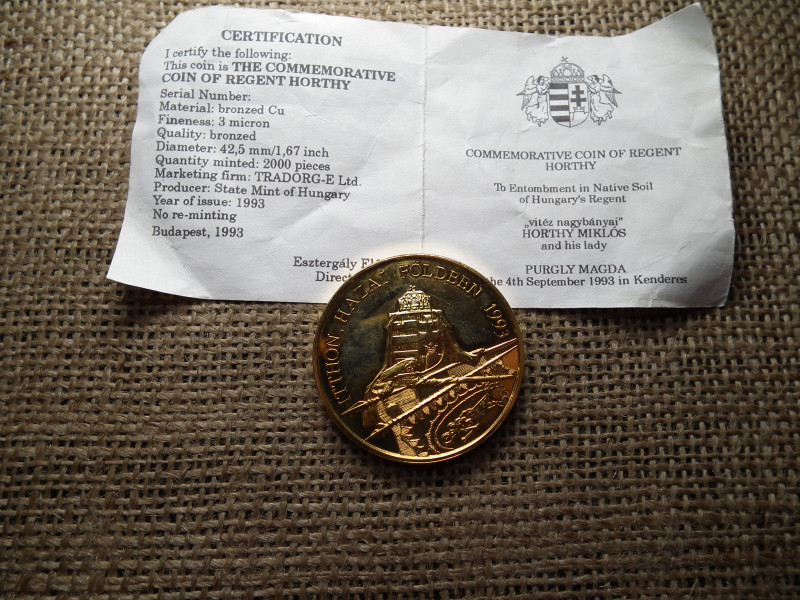 CERTIFICATION
I certify the following:
This coin is THE COMMEMORATIVE
COIN OF REGENT HORTHY
Serial Number:
Material: bronzed Cu
Fineness: 3 micron
Quality: bronzed
Diameter: 42,5 mm/1,67 inch
Quantity minted: 2000 pieces
Marketing firm: TRADORG-E Ltd.
Producer: State Mint of Hungary
Year of issue: 1993
No re-minting
Budapest, 1993
Esztergály
COMMEMORATIVE COIN OF REGENT
HORTHY
To Entombment in Native Soil
of Hungary's Regent
„vitéz nagybányai”
HORTHY MIKLÓS
and his lady
PURGLY MAGDA
4th September 1993 in Kenderes
ITTHON, HAZAI FÖLDBEN 1993